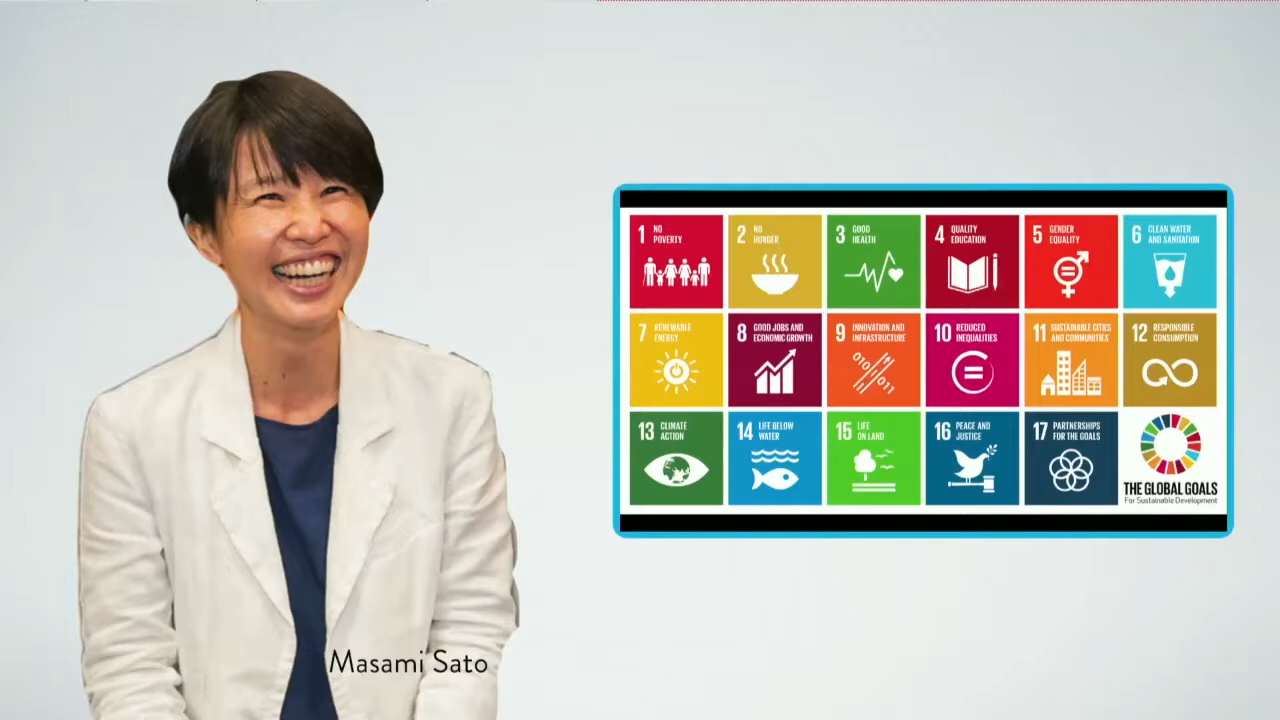 1 NO
POVERTY
2 NO
HUNGER
3 GOOD
HEALTH
4 QUALITY
EDUCATION
5 GENDER
EQUALITY
6 CLEAN WATER
AND SANITATION
7 RENEWABLE
ENERGY
8 GOOD JOBS AND
ECONOMIC GROWTH
9 INNOVATION AND
INFRASTRUCTURE
010
011
10 REDUCED
INEQUALITIES
11 SUSTAINABLE CITIES
AND COMMUNITIES
12 RESPONSIBLE
CONSUMPTION
13 CLIMATE
ACTION
14 LIFE BELOW
WATER
15 LIFE
ON LAND
16 PEACE AND
JUSTICE
17 PARTNERSHIPS
FOR THE GOALS
THE GLOBAL GOALS
For Sustainable Development
Masami Sato